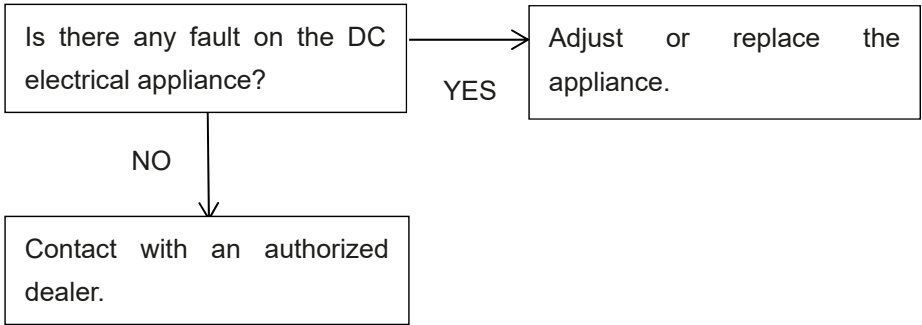 Is there any fault on the DC
electrical appliance?
YES
Adjust or replace the
appliance.
NO
Contact with an authorized
dealer.